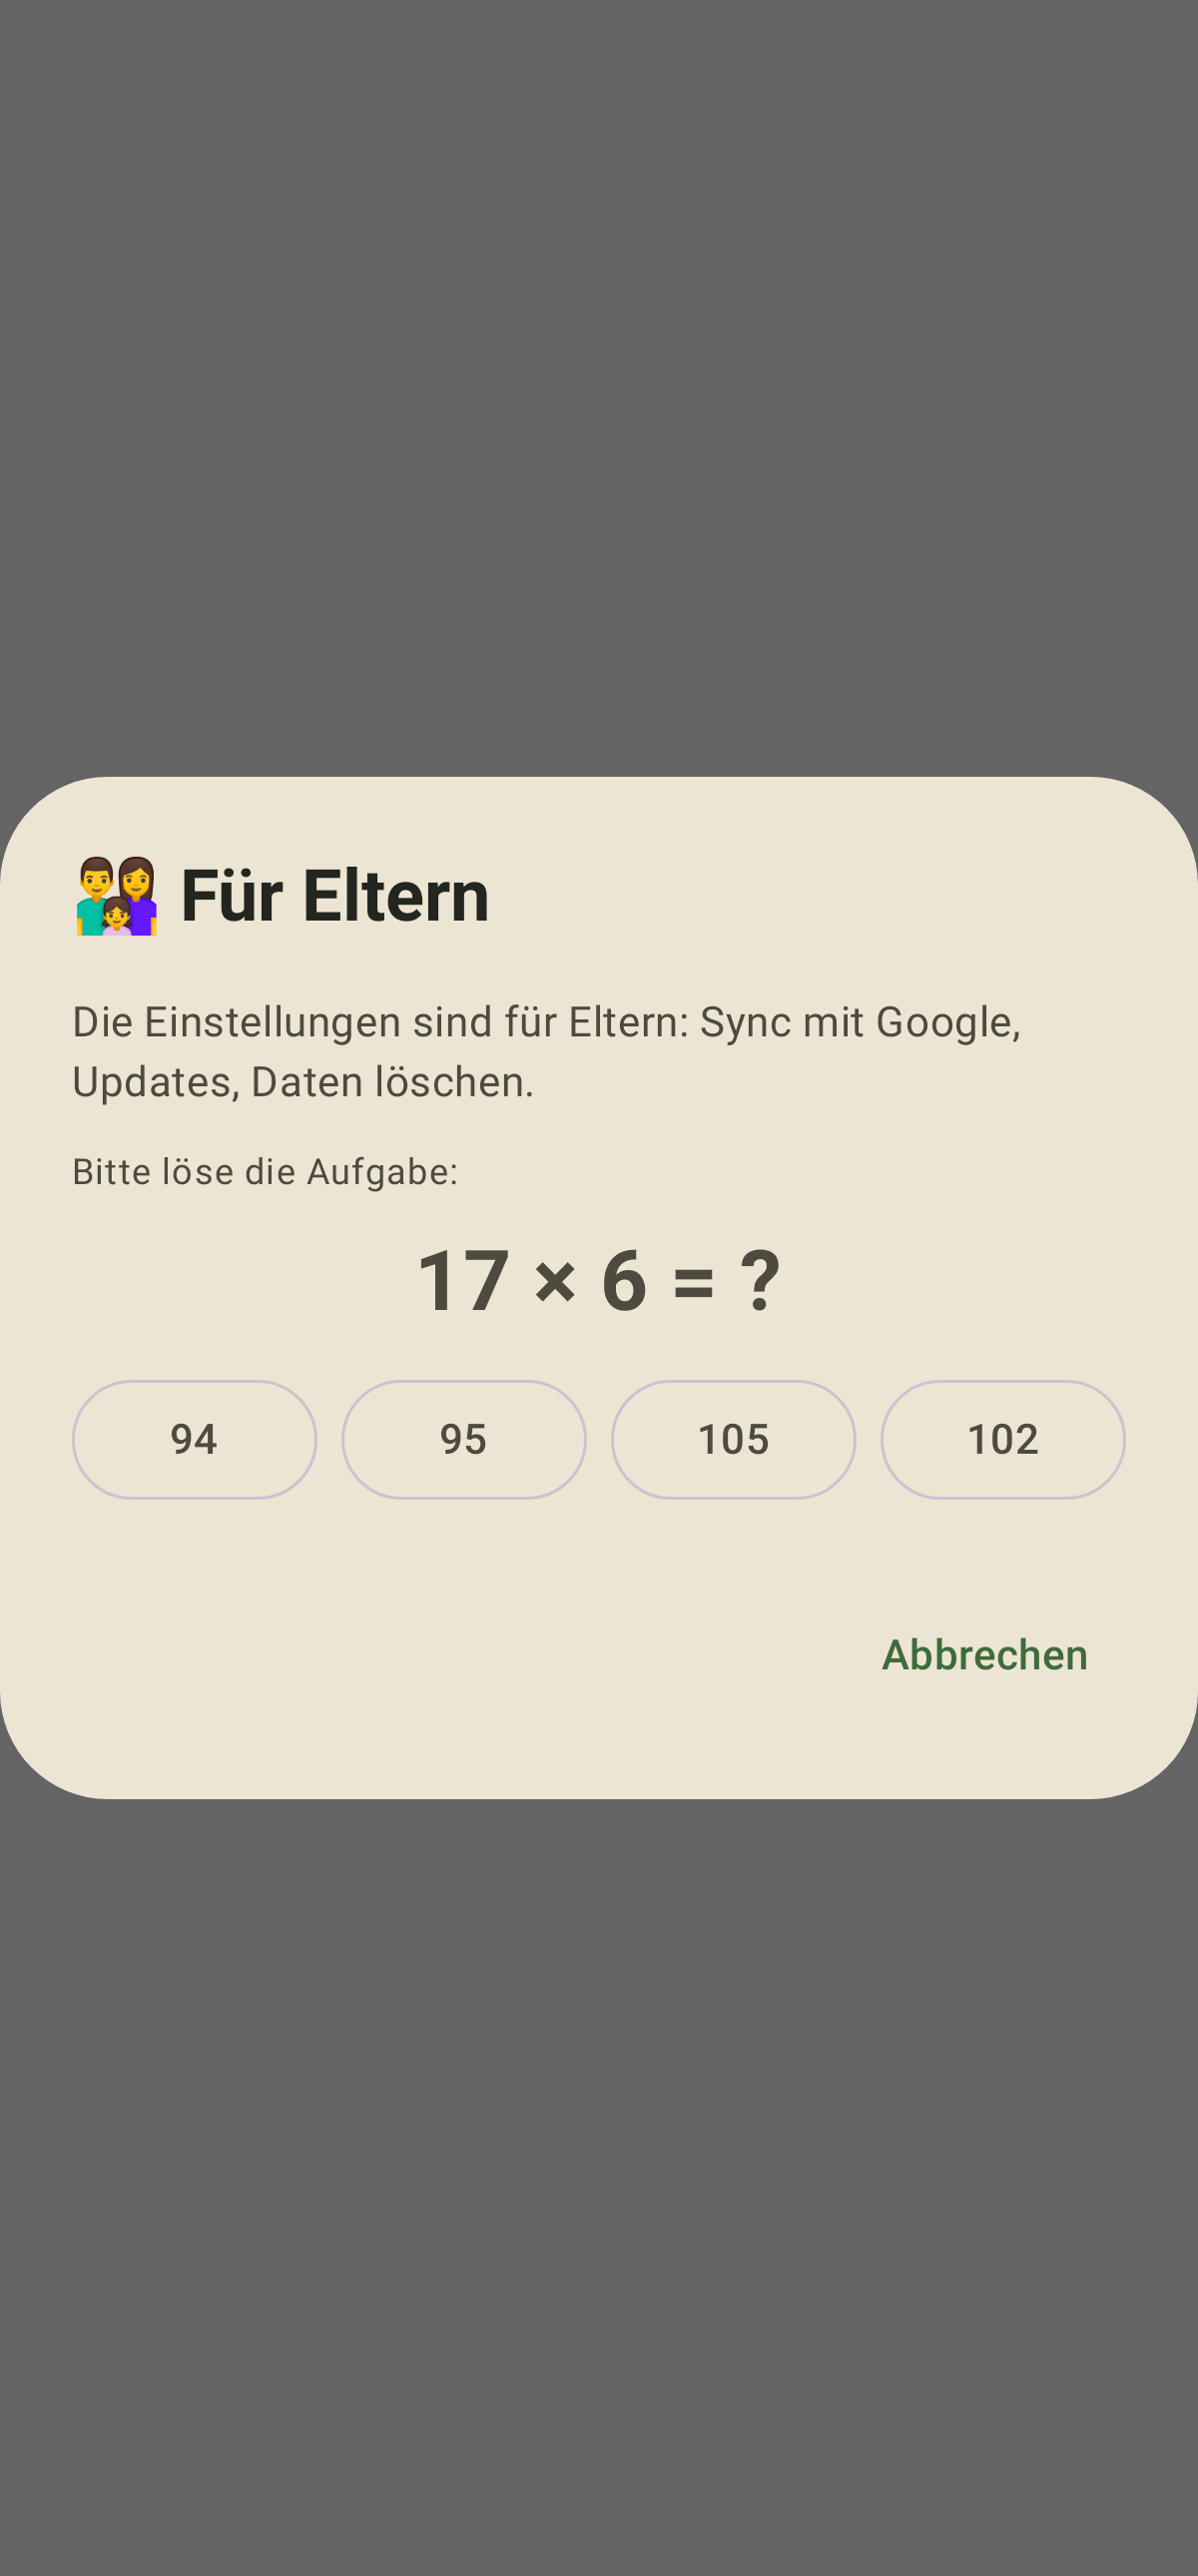 Für Eltern
Die Einstellungen sind für Eltern: Sync mit Google,
Updates, Daten löschen.
Bitte löse die Aufgabe:
17 × 6 = ?
94 95 105 102
Abbrechen